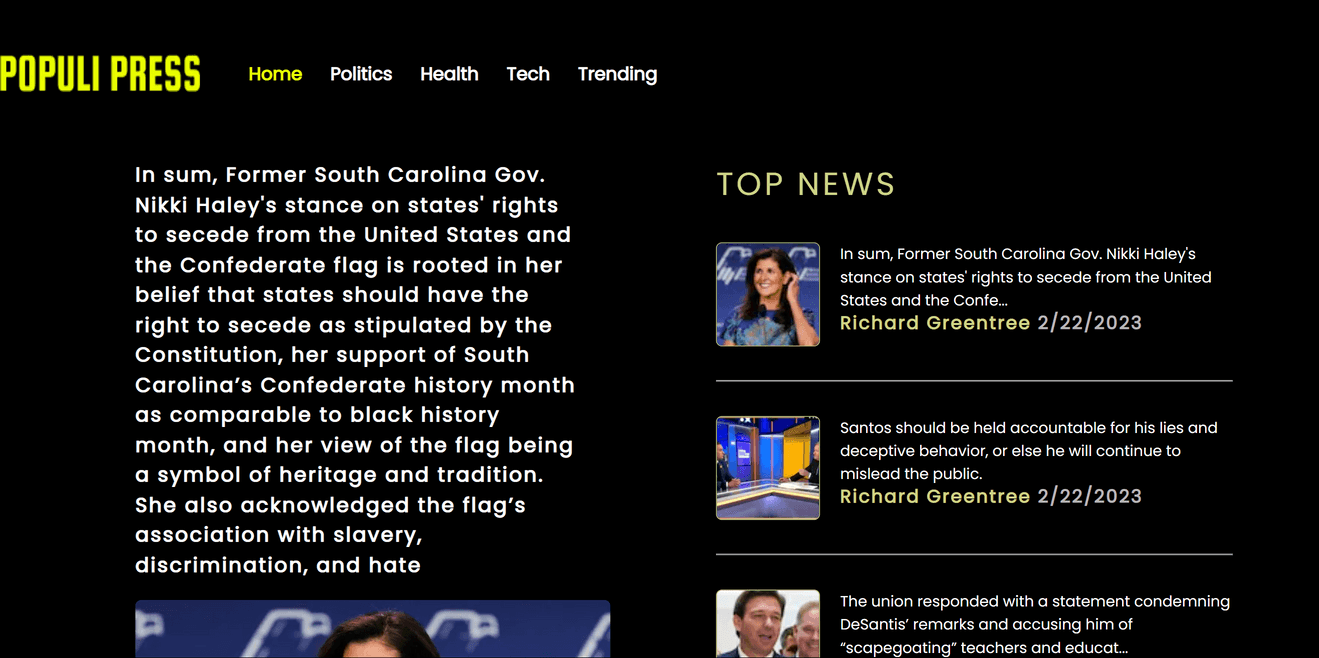 POPULI PRESS
Home Politics Health Tech Trending
In sum, Former South Carolina Gov.
Nikki Haley's stance on states' rights
to secede from the United States and
the Confederate flag is rooted in her
belief that states should have the
right to secede as stipulated by the
Constitution, her support of South
Carolina’s Confederate history month
as comparable to black history
month, and her view of the flag being
a symbol of heritage and tradition.
She also acknowledged the flag’s
association with slavery,
discrimination, and hate
TOP NEWS
In sum, Former South Carolina Gov. Nikki Haley's
stance on states' rights to secede from the United
States and the Confe...
Richard Greentree 2/22/2023
Santos should be held accountable for his lies and
deceptive behavior, or else he will continue to
mislead the public.
Richard Greentree 2/22/2023
The union responded with a statement condemning
DeSantis’ remarks and accusing him of
“scapegoating” teachers and educat...